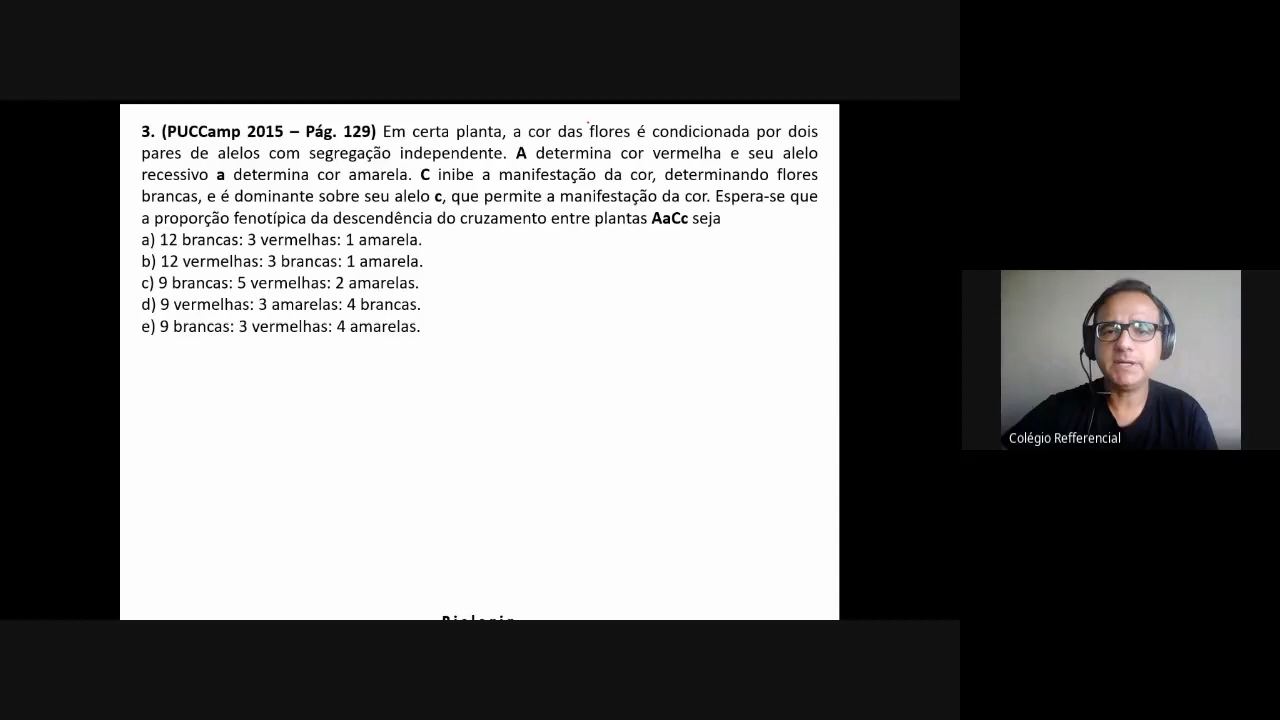 3. (PUCCamp 2015 – Pág. 129) Em certa planta, a cor das flores é condicionada por dois
pares de alelos com segregação independente. A determina cor vermelha e seu alelo
recessivo a determina cor amarela. C inibe a manifestação da cor, determinando flores
brancas, e é dominante sobre seu alelo c, que permite a manifestação da cor. Espera-se que
a proporção fenotípica da descendência do cruzamento entre plantas AaCc seja
a) 12 brancas: 3 vermelhas: 1 amarela.
b) 12 vermelhas: 3 brancas: 1 amarela.
c) 9 brancas: 5 vermelhas: 2 amarelas.
d) 9 vermelhas: 3 amarelas: 4 brancas.
e) 9 brancas: 3 vermelhas: 4 amarelas.
Colégio Refferencial